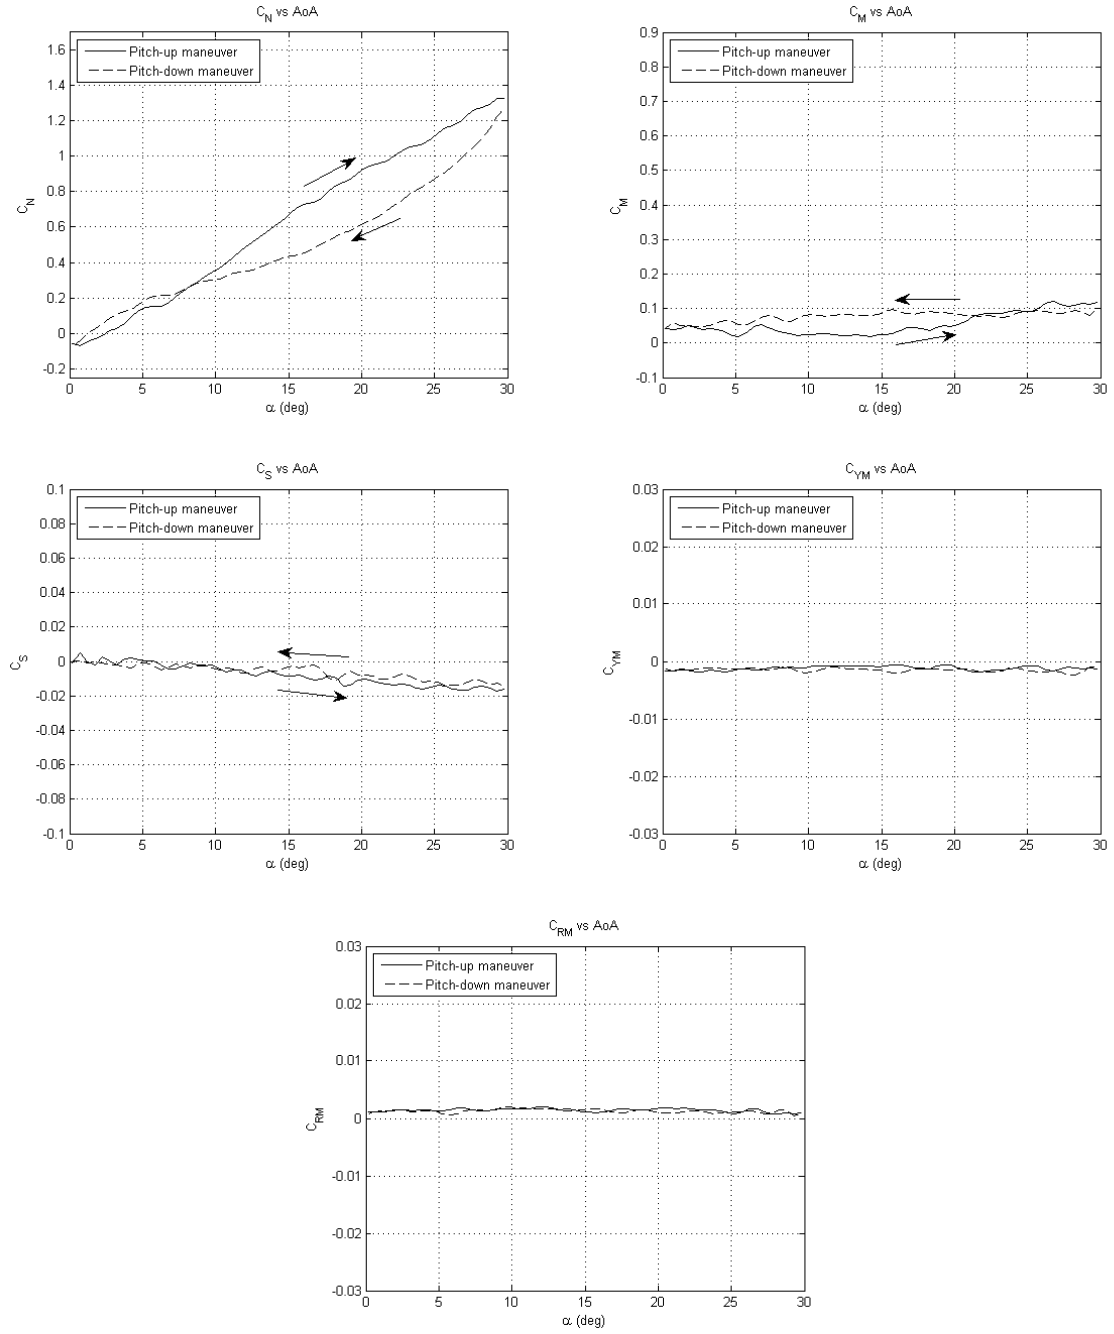 C_N vs AoA
Pitch-up maneuver
Pitch-down maneuver
1.6
1.4
1.2
1
0.8
0.6
0.4
0.2
0
-0.2
C_N
0 5 10 15 20 25 30
α (deg)
C_M vs AoA
Pitch-up maneuver
Pitch-down maneuver
0.9
0.8
0.7
0.6
0.5
0.4
0.3
0.2
0.1
0
-0.1
C_M
0 5 10 15 20 25 30
α (deg)
C_S vs AoA
Pitch-up maneuver
Pitch-down maneuver
0.1
0.08
0.06
0.04
0.02
0
-0.02
-0.04
-0.06
-0.08
-0.1
C_S
0 5 10 15 20 25 30
α (deg)
C_YM vs AoA
Pitch-up maneuver
Pitch-down maneuver
0.03
0.02
0.01
0
-0.01
-0.02
-0.03
C_YM
0 5 10 15 20 25 30
α (deg)
C_RM vs AoA
Pitch-up maneuver
Pitch-down maneuver
0.03
0.02
0.01
0
-0.01
-0.02
-0.03
C_RM
0 5 10 15 20 25 30
α (deg)